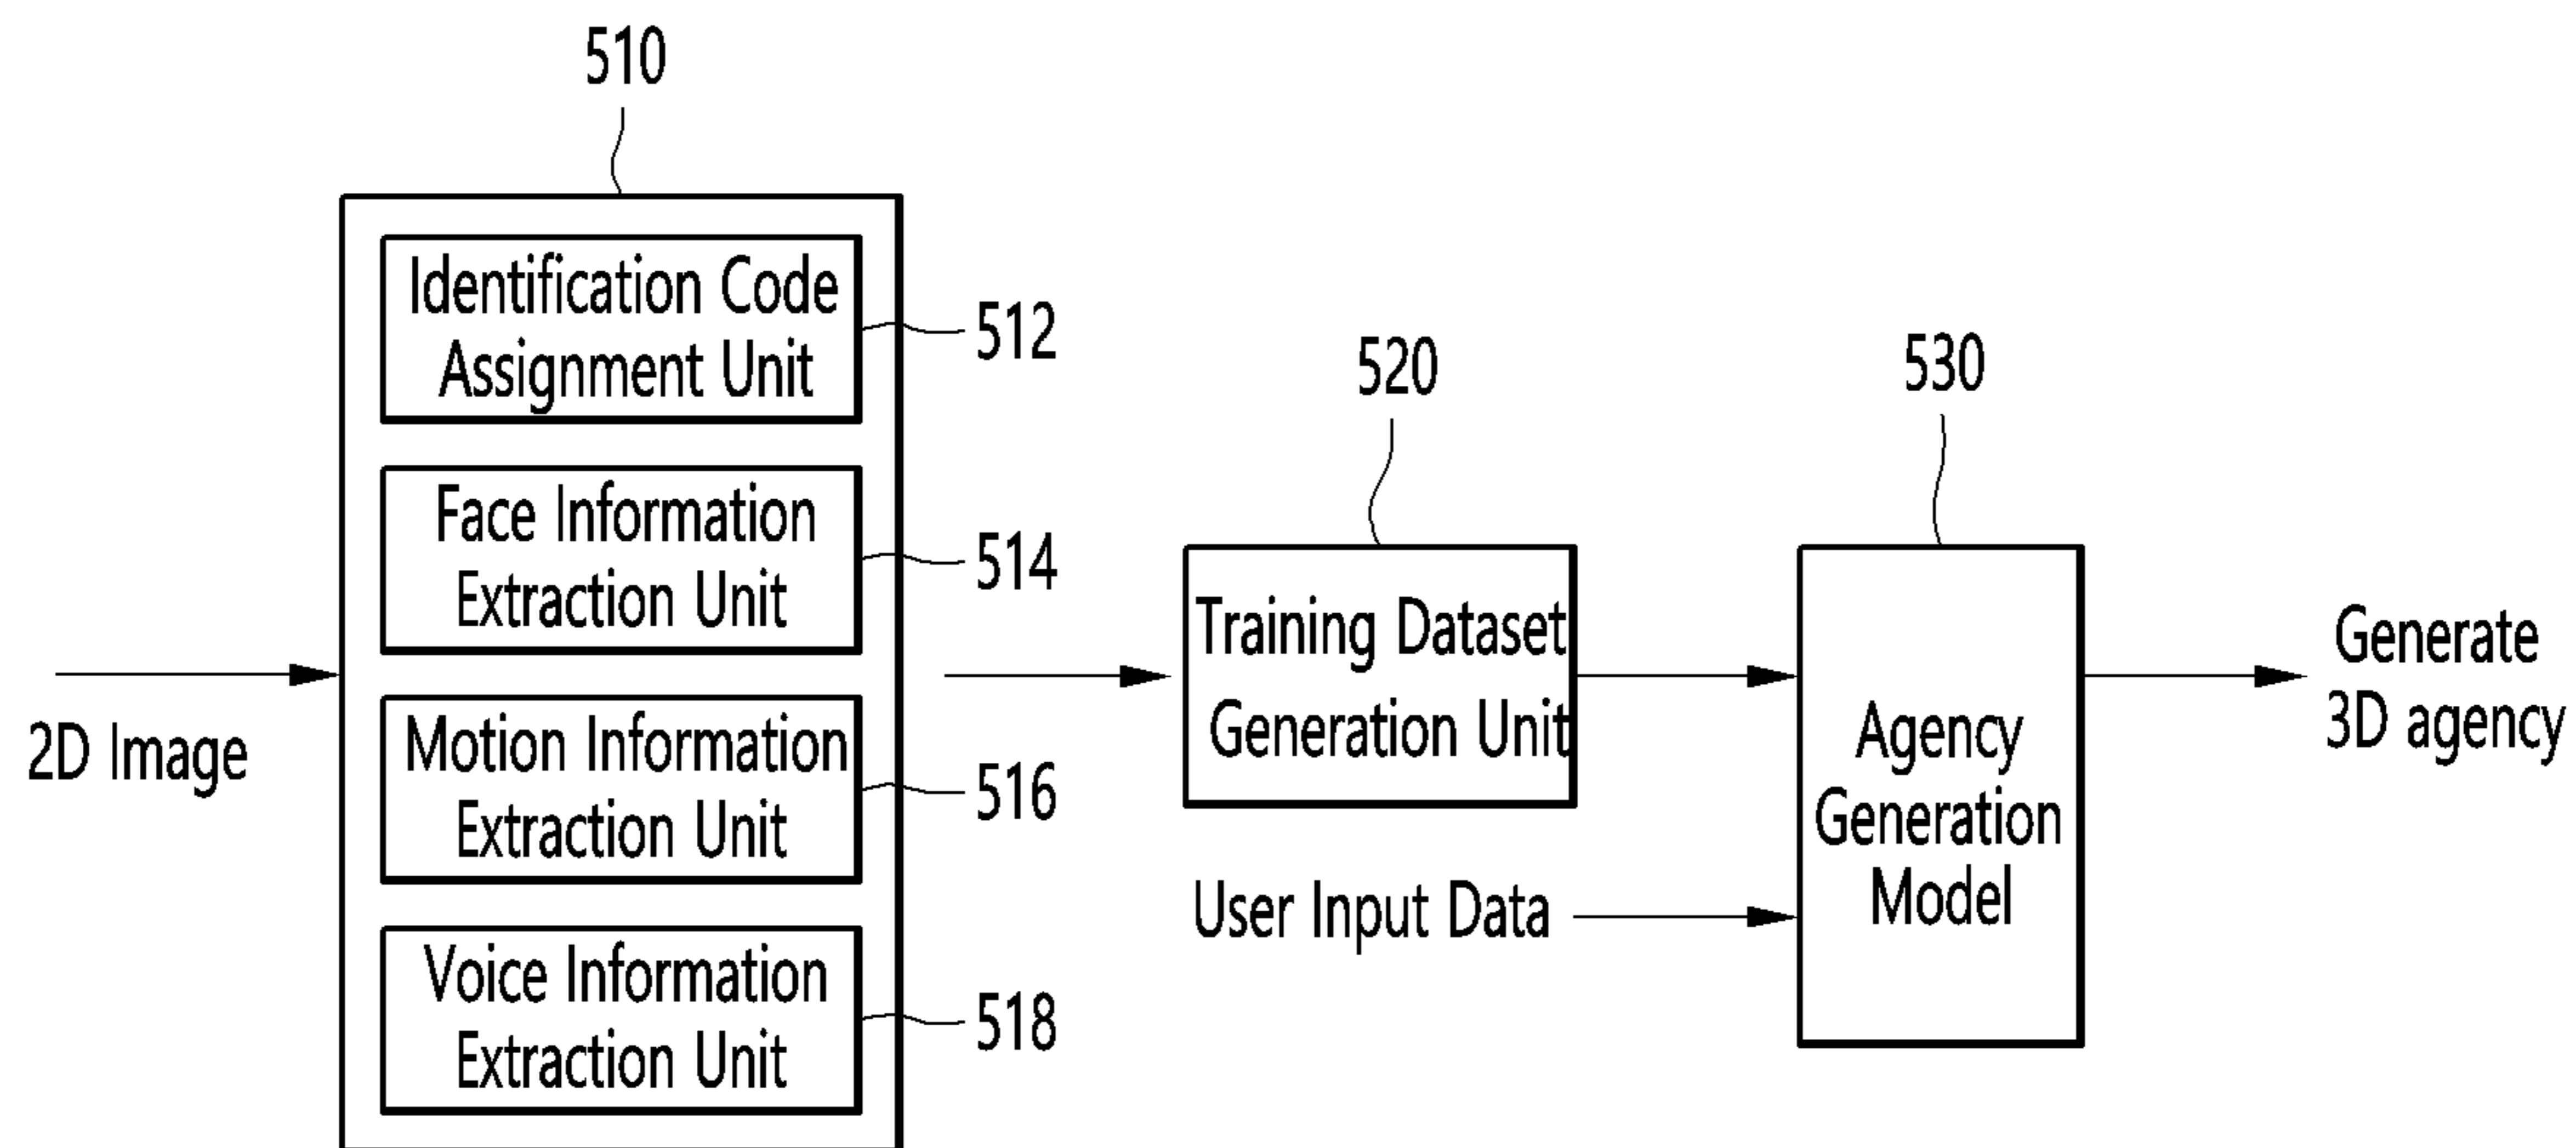 510
Identification Code
Assignment Unit
512
Face Information
Extraction Unit
514
Motion Information
Extraction Unit
516
Voice Information
Extraction Unit
518
2D Image
520
Training Dataset
Generation Unit
User Input Data
530
Agency
Generation
Model
Generate
3D agency